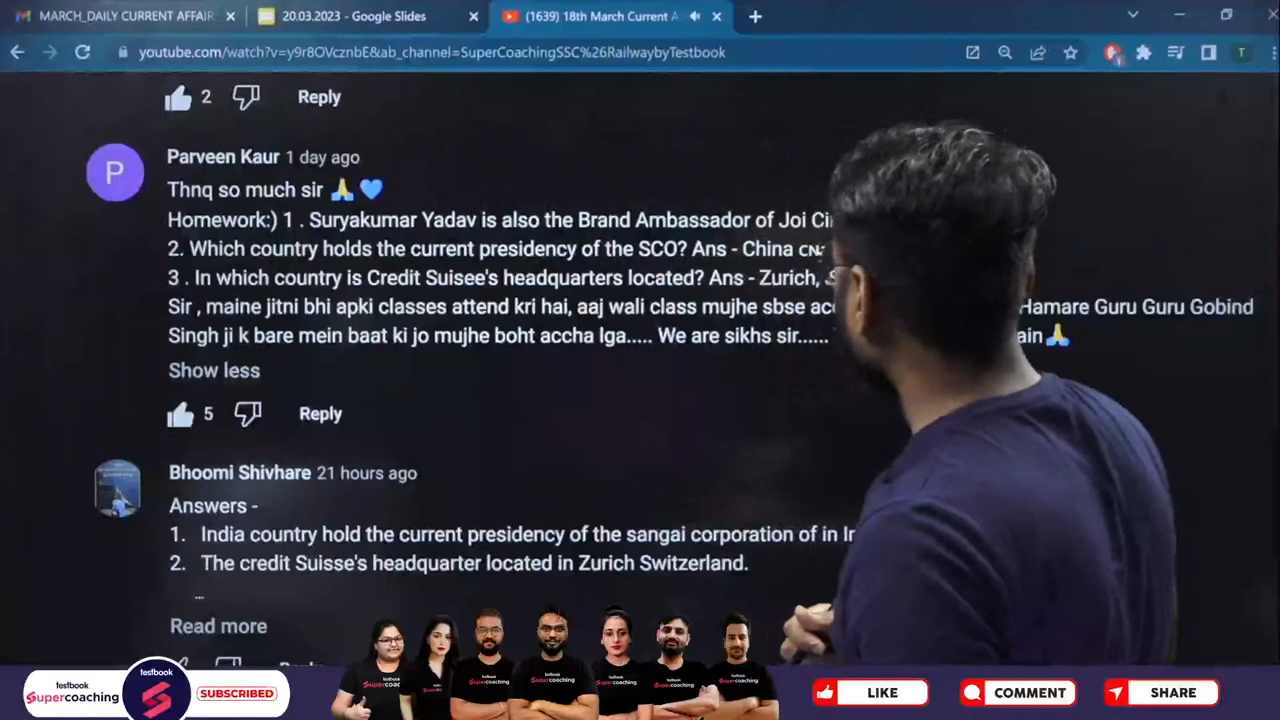 MARCH_DAILY CURRENT AFFAIR
20.03.2023 - Google Slides
(1639) 18th March Current A
youtube.com/watch?v=y9r8OVcznbE&ab_channel=SuperCoachingSSC%26RailwaybyTestbook
T
2 Reply
P
Parveen Kaur 1 day ago
Thnq so much sir 🙏 💙
Homework:) 1 . Suryakumar Yadav is also the Brand Ambassador of Joi
2. Which country holds the current presidency of the SCO? Ans - China
3 . In which country is Credit Suisee's headquarters located? Ans - Zurich,
Sir , maine jitni bhi apki classes attend kri hai, aaj wali class mujhe sbse Hamare Guru Guru Gobind
Singh ji k bare mein baat ki jo mujhe boht accha lga..... We are sikhs sir...... 🙏
Show less
5 Reply
Bhoomi Shivhare 21 hours ago
Answers -
1. India country hold the current presidency of the sangai corporation of in
2. The credit Suisse's headquarter located in Zurich Switzerland.
...
Read more
testbook
Supercoaching
testbook
SUBSCRIBED
LIKE
COMMENT
SHARE